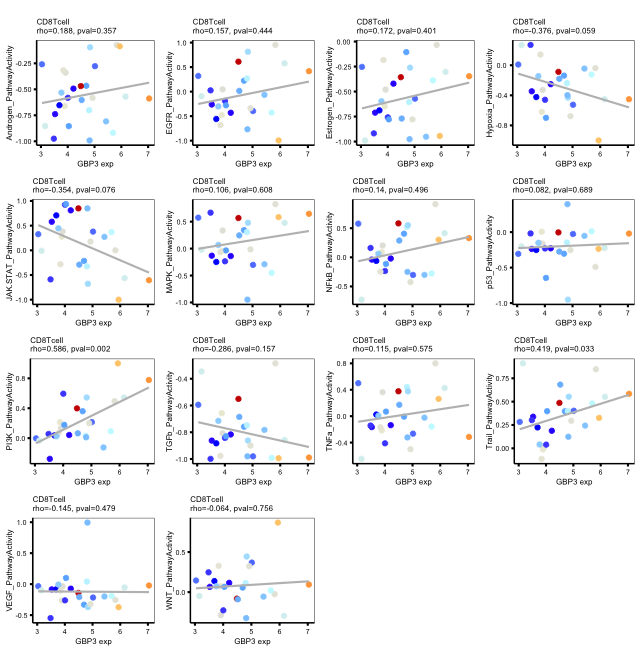 CD8Tcell
rho=0.188, pval=0.357
Androgen_PathwayActivity
-0.25
-0.50
-0.75
-1.00
3 4 5 6 7
GBP3 exp
CD8Tcell
rho=0.157, pval=0.444
EGFR_PathwayActivity
1.0
0.5
0.0
-0.5
-1.0
3 4 5 6 7
GBP3 exp
CD8Tcell
rho=0.172, pval=0.401
Estrogen_PathwayActivity
0.00
-0.25
-0.50
-0.75
-1.00
3 4 5 6 7
GBP3 exp
CD8Tcell
rho=-0.376, pval=0.059
Hypoxia_PathwayActivity
0.0
-0.4
-0.8
3 4 5 6 7
GBP3 exp
CD8Tcell
rho=-0.354, pval=0.076
JAK.STAT_PathwayActivity
1.0
0.5
0.0
-0.5
-1.0
3 4 5 6 7
GBP3 exp
CD8Tcell
rho=0.106, pval=0.608
MAPK_PathwayActivity
0.5
0.0
-0.5
-1.0
3 4 5 6 7
GBP3 exp
CD8Tcell
rho=0.14, pval=0.496
NFkB_PathwayActivity
0.5
0.0
-0.5
3 4 5 6 7
GBP3 exp
CD8Tcell
rho=0.082, pval=0.689
p53_PathwayActivity
0.5
0.0
-0.5
-1.0
3 4 5 6 7
GBP3 exp
CD8Tcell
rho=0.586, pval=0.002
PI3K_PathwayActivity
0.8
0.4
0.0
3 4 5 6 7
GBP3 exp
CD8Tcell
rho=-0.286, pval=0.157
TGFb_PathwayActivity
-0.4
-0.6
-0.8
-1.0
3 4 5 6 7
GBP3 exp
CD8Tcell
rho=0.115, pval=0.575
TNFa_PathwayActivity
0.8
0.4
0.0
-0.4
3 4 5 6 7
GBP3 exp
CD8Tcell
rho=0.419, pval=0.033
Trail_PathwayActivity
0.75
0.50
0.25
0.00
3 4 5 6 7
GBP3 exp
CD8Tcell
rho=-0.145, pval=0.479
VEGF_PathwayActivity
1.0
0.5
0.0
-0.5
3 4 5 6 7
GBP3 exp
CD8Tcell
rho=-0.064, pval=0.756
WNT_PathwayActivity
0.5
0.0
3 4 5 6 7
GBP3 exp